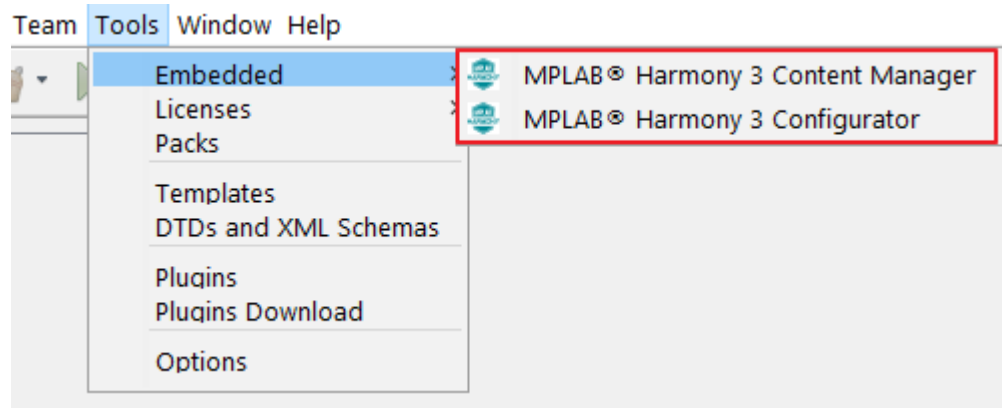 Team Tools Window Help
Embedded
MPLAB® Harmony 3 Content Manager
Licenses
MPLAB® Harmony 3 Configurator
Packs
Templates
DTDs and XML Schemas
Plugins
Plugins Download
Options